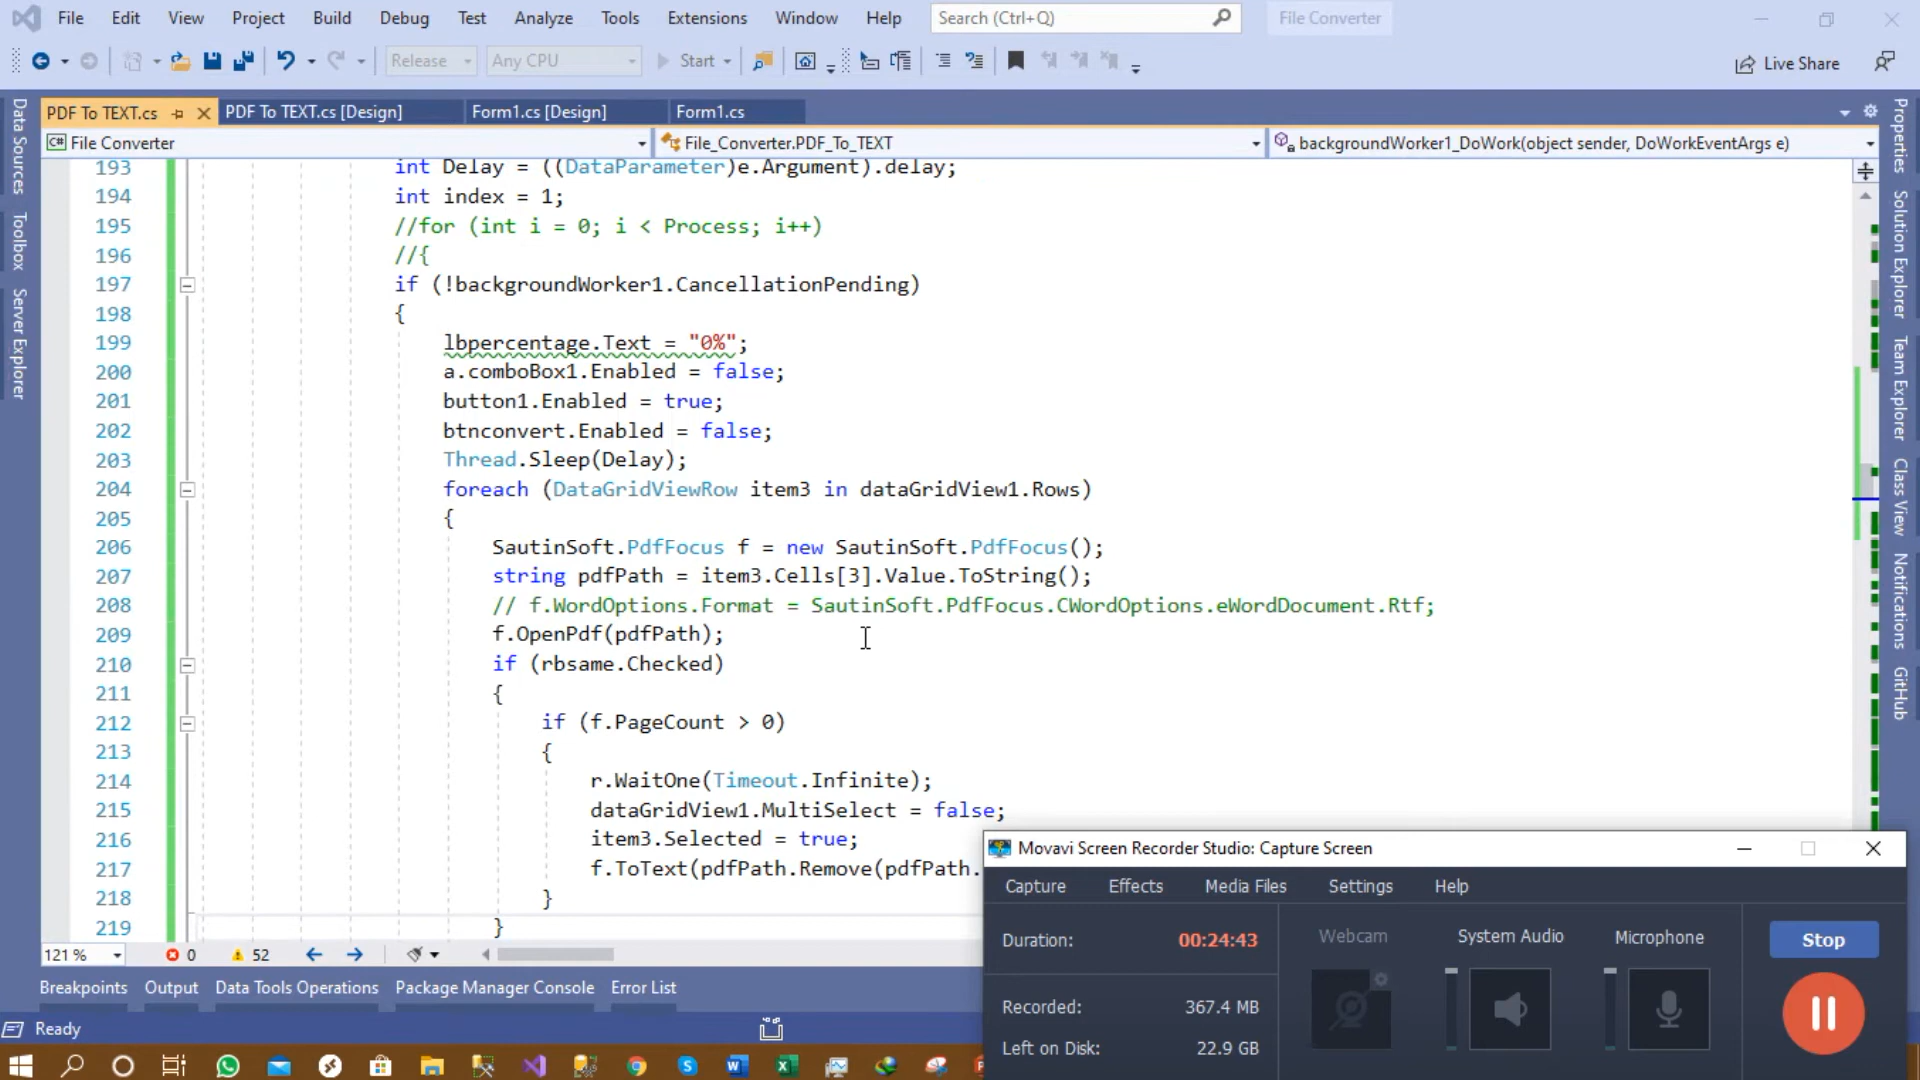 File Edit View Project Build Debug Test Analyze Tools Extensions Window Help Search (Ctrl+Q) File Converter
Release Any CPU Start Live Share
PDF To TEXT.cs PDF To TEXT.cs [Design] Form1.cs [Design] Form1.cs
C# File Converter File_Converter.PDF_To_TEXT backgroundWorker1_DoWork(object sender, DoWorkEventArgs e)
Data Sources
Toolbox
Server Explorer
193 int Delay = ((DataParameter)e.Argument).delay;
194 int index = 1;
195 //for (int i = 0; i < Process; i++)
196 //{
197 if (!backgroundWorker1.CancellationPending)
198 {
199 lbpercentage.Text = "0%";
200 a.comboBox1.Enabled = false;
201 button1.Enabled = true;
202 btnconvert.Enabled = false;
203 Thread.Sleep(Delay);
204 foreach (DataGridViewRow item3 in dataGridView1.Rows)
205 {
206 SautinSoft.PdfFocus f = new SautinSoft.PdfFocus();
207 string pdfPath = item3.Cells[3].Value.ToString();
208 // f.WordOptions.Format = SautinSoft.PdfFocus.CWordOptions.eWordDocument.Rtf;
209 f.OpenPdf(pdfPath);
210 if (rbsame.Checked)
211 {
212 if (f.PageCount > 0)
213 {
214 r.WaitOne(Timeout.Infinite);
215 dataGridView1.MultiSelect = false;
216 item3.Selected = true;
217 f.ToText(pdfPath.Remove(pdfPath.
218 }
219 }
Properties
Solution Explorer
Team Explorer
Class View
Notifications
GitHub
121 % 0 52
Breakpoints Output Data Tools Operations Package Manager Console Error List
Ready
Movavi Screen Recorder Studio: Capture Screen
Capture Effects Media Files Settings Help
Duration: 00:24:43 Webcam System Audio Microphone Stop
Recorded: 367.4 MB
Left on Disk: 22.9 GB